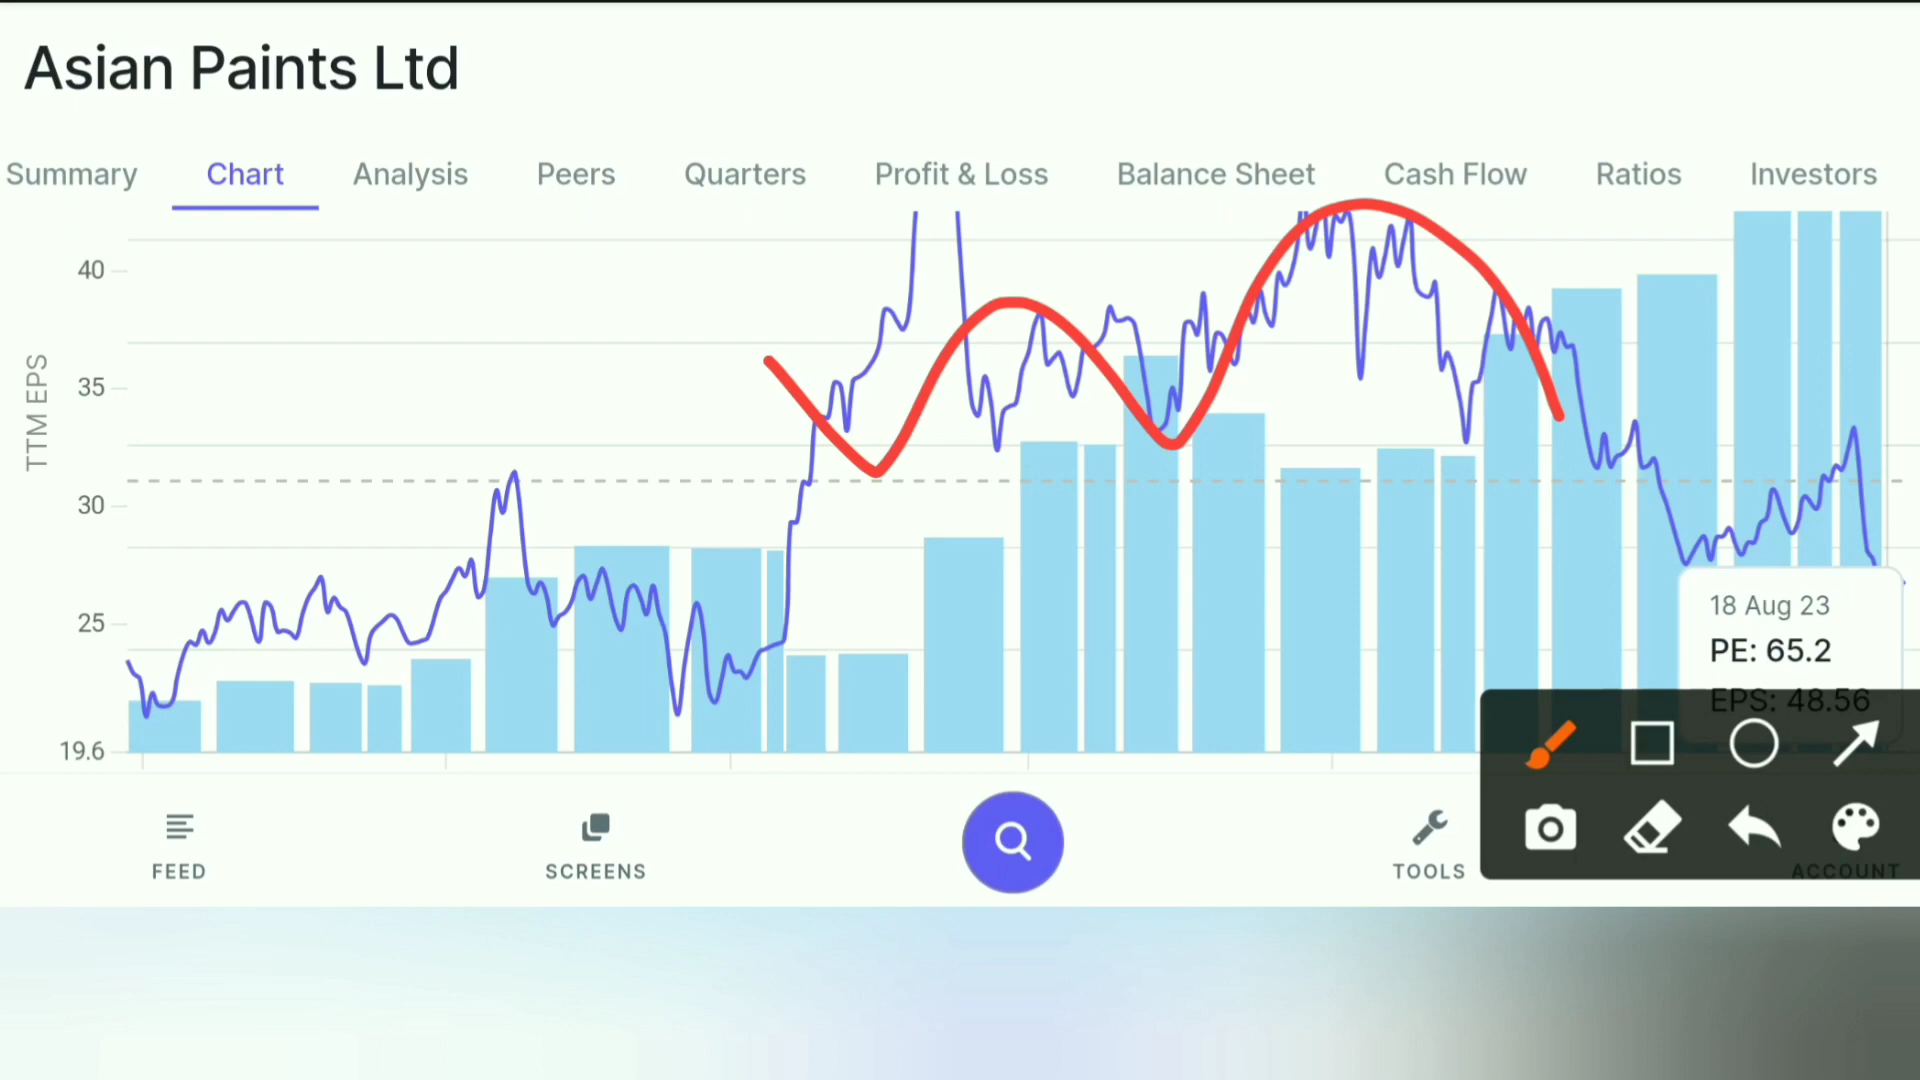 Asian Paints Ltd
Summary Chart Analysis Peers Quarters Profit & Loss Balance Sheet Cash Flow Ratios Investors
TTM EPS
40
35
30
25
19.6
18 Aug 23
PE: 65.2
EPS: 48.56
FEED SCREENS TOOLS ACCOUNT